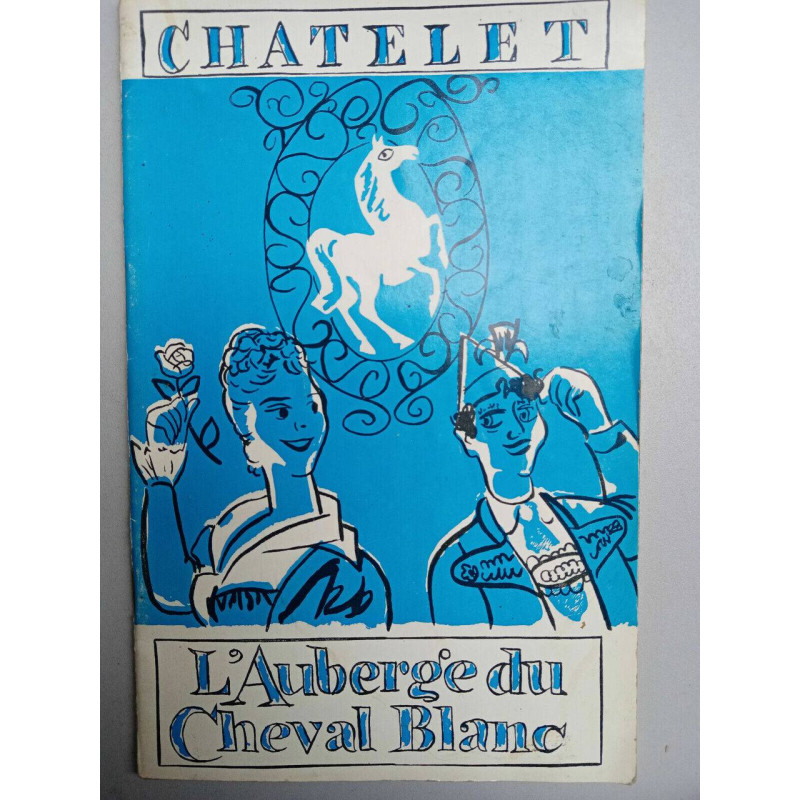 CHATELET
L'Auberge du
Cheval Blanc